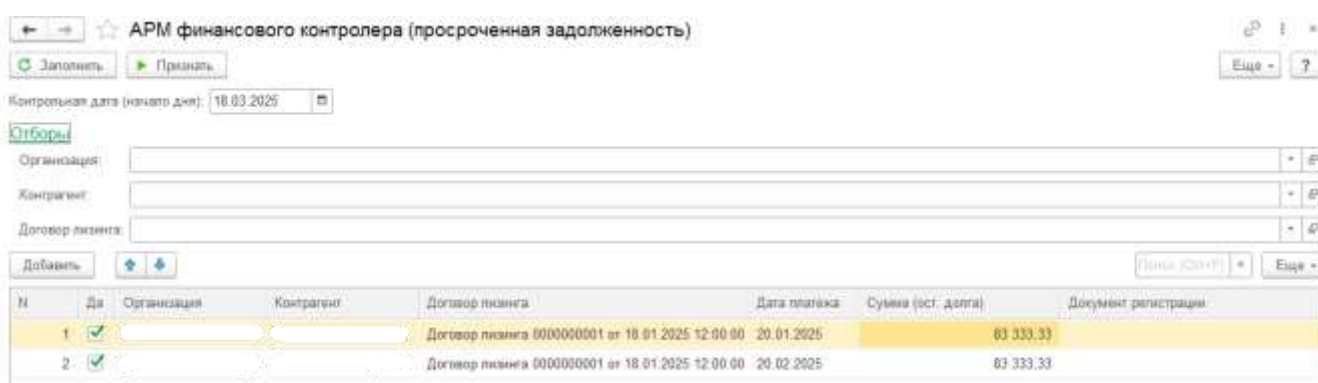 АРМ финансового контролера (просроченная задолженность)
Заполнить Признать Еще ?
Контрольная дата (начало дня): 18.03.2025
Отборы
Организация:
Контрагент:
Договор лизинга:
Добавить Поиск (Ctrl+F) × Еще
N Да Организация Контрагент Договор лизинга Дата платежа Сумма (ост. долга) Документ регистрации
1 Договор лизинга 0000000001 от 18.01.2025 12:00:00 20.01.2025 83 333,33
2 Договор лизинга 0000000001 от 18.01.2025 12:00:00 20.02.2025 83 333,33